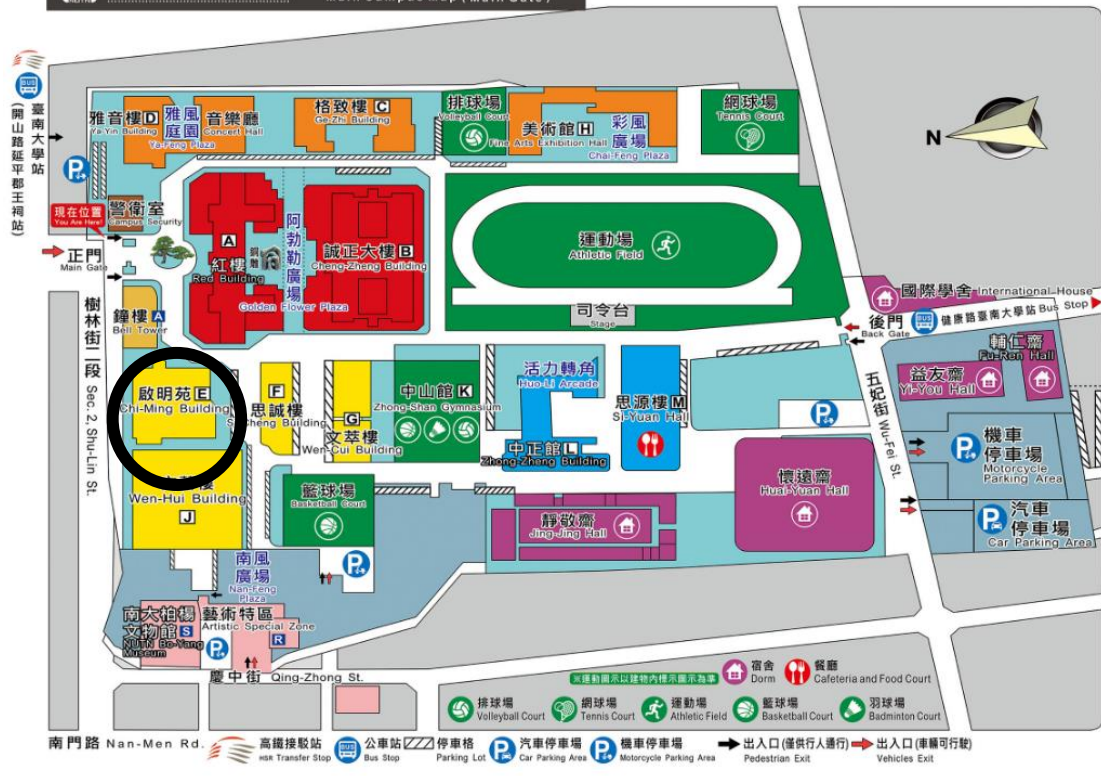 Main Campus Map ( Main Gate )
臺南大學站
(開山路延平郡王祠站)
BUS
雅音樓 D
Ya-Yin Building
雅風
庭園
Ya-Feng Plaza
音樂廳
Concert Hall
格致樓 C
Ge-Zhi Building
排球場
Volleyball Court
美術館 H
Fine Arts Exhibition Hall
彩風
廣場
Chai-Feng Plaza
網球場
Tennis Court
N
P
現在位置
You Are Here!
警衛室
Campus Security
正門
Main Gate
A
紅樓
Red Building
銅雕
阿勃勒廣場
Golden Flower Plaza
誠正大樓 B
Cheng-Zheng Building
運動場
Athletic Field
司令台
Stage
國際學舍 International House
後門
Back Gate
BUS
健康路臺南大學站 Bus Stop
鐘樓 A
Bell Tower
樹林街二段 Sec. 2, Shu-Lin St.
啟明苑 E
Chi-Ming Building
F
思誠樓
Si-Cheng Building
G
文萃樓
Wen-Cui Building
中山館 K
Zhong-Shan Gymnasium
活力轉角
Huo-Li Arcade
中正館 L
Zhong-Zheng Building
思源樓 M
Si-Yuan Hall
P
輔仁齋
Fu-Ren Hall
益友齋
Yi-You Hall
五妃街 Wu-Fei St.
P
機車
停車場
Motorcycle
Parking Area
P
汽車
停車場
Car Parking Area
Wen-Hui Building
J
籃球場
Basketball Court
靜敬齋
Jing-Jing Hall
懷遠齋
Huai-Yuan Hall
南風
廣場
Nan-Feng
Plaza
P
南大柏楊
文物館 S
NUTN Bo-Yang
Museum
藝術特區
Artistic Special Zone
R
P
慶中街 Qing-Zhong St.
※運動圖示以建物內標示圖示為準
宿舍
Dorm
餐廳
Cafeteria and Food Court
排球場
Volleyball Court
網球場
Tennis Court
運動場
Athletic Field
籃球場
Basketball Court
羽球場
Badminton Court
南門路 Nan-Men Rd.
高鐵接駁站
HSR Transfer Stop
BUS
公車站
Bus Stop
停車格
Parking Lot
P
汽車停車場
Car Parking Area
P
機車停車場
Motorcycle Parking Area
出入口(僅供行人通行)
Pedestrian Exit
出入口(車輛可行駛)
Vehicles Exit